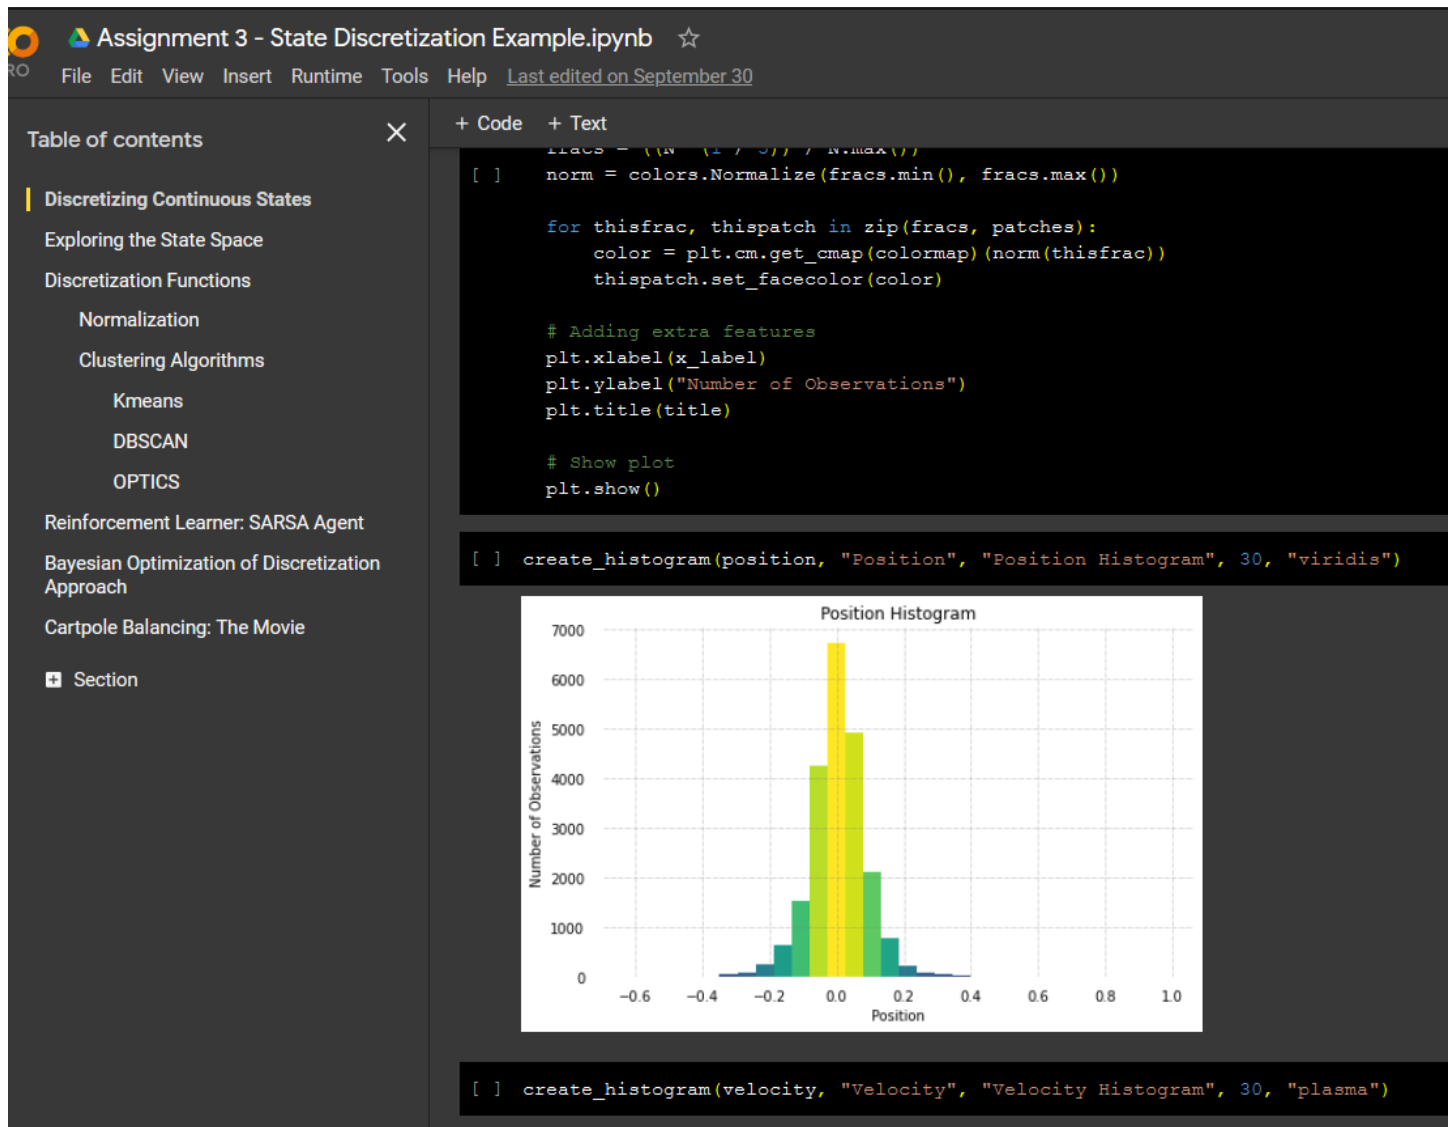 Assignment 3 - State Discretization Example.ipynb
RO
File Edit View Insert Runtime Tools Help Last edited on September 30
Table of contents
Discretizing Continuous States
Exploring the State Space
Discretization Functions
Normalization
Clustering Algorithms
Kmeans
DBSCAN
OPTICS
Reinforcement Learner: SARSA Agent
Bayesian Optimization of Discretization
Approach
Cartpole Balancing: The Movie
Section
+ Code + Text
[ ] norm = colors.Normalize(fracs.min(), fracs.max())
for thisfrac, thispatch in zip(fracs, patches):
color = plt.cm.get_cmap(colormap)(norm(thisfrac))
thispatch.set_facecolor(color)
# Adding extra features
plt.xlabel(x_label)
plt.ylabel("Number of Observations")
plt.title(title)
# Show plot
plt.show()
[ ] create_histogram(position, "Position", "Position Histogram", 30, "viridis")
Position Histogram
7000
6000
5000
4000
3000
2000
1000
0
Number of Observations
−0.6 −0.4 −0.2 0.0 0.2 0.4 0.6 0.8 1.0
Position
[ ] create_histogram(velocity, "Velocity", "Velocity Histogram", 30, "plasma")